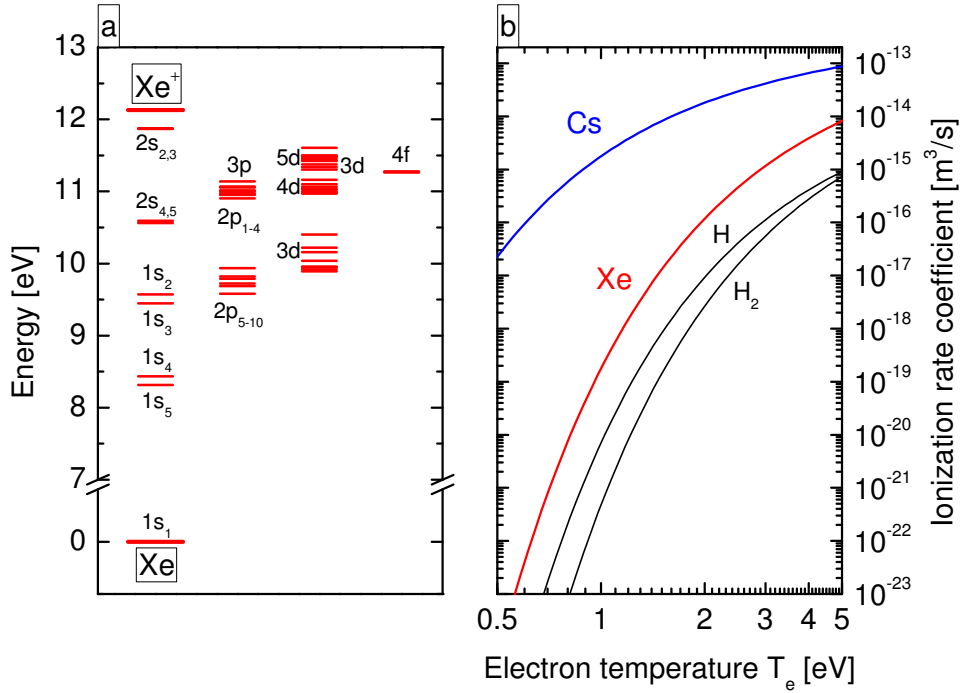 a
13
12
11
10
9
8
7
0
Energy [eV]
Xe⁺
2s₂,₃
2s₄,₅
1s₂
1s₃
1s₄
1s₅
1s₁
Xe
3p
2p₁₋₄
2p₅₋₁₀
5d
3d
4d
3d
4f
b
Cs
Xe
H
H₂
10⁻¹³
10⁻¹⁴
10⁻¹⁵
10⁻¹⁶
10⁻¹⁷
10⁻¹⁸
10⁻¹⁹
10⁻²⁰
10⁻²¹
10⁻²²
10⁻²³
Ionization rate coefficient [m³/s]
0.5 1 2 3 4 5
Electron temperature Tₑ [eV]